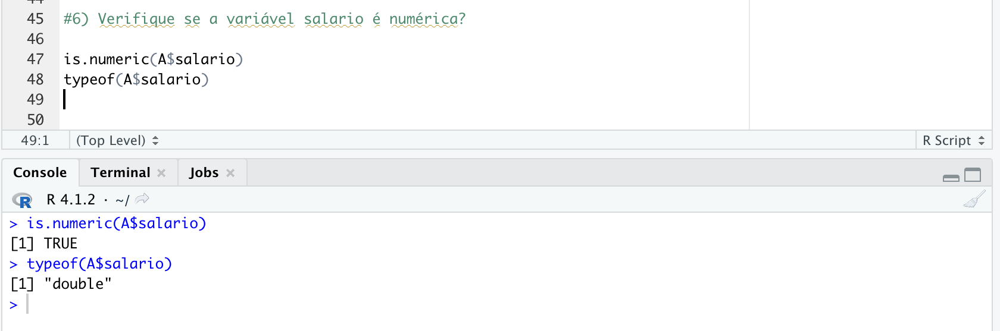 44
45 #6) Verifique se a variável salario é numérica?
46
47 is.numeric(A$salario)
48 typeof(A$salario)
49
50
49:1 (Top Level) R Script
Console Terminal Jobs
R R 4.1.2 · ~/
> is.numeric(A$salario)
[1] TRUE
> typeof(A$salario)
[1] "double"
>